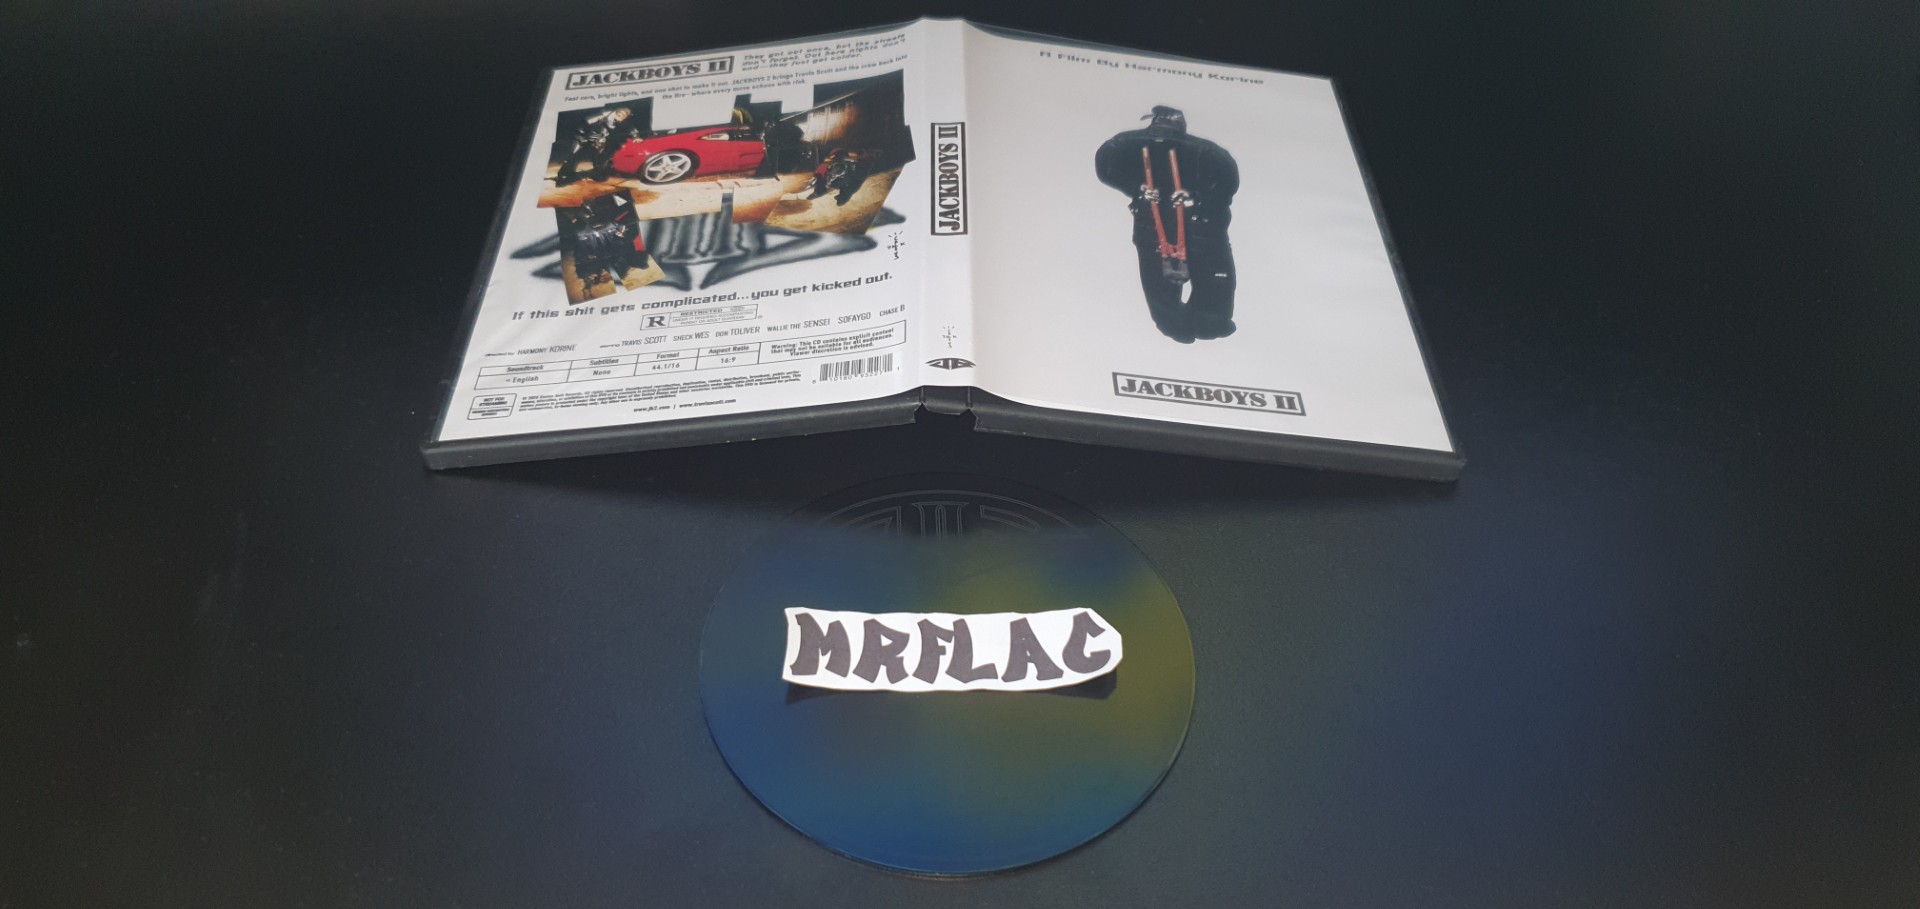 JACKBOYS II
They got out once, but the streets
don't forget. Out here nights don't
end—they just get colder.
Fast cars, bright lights, and one shot to make it out. JACKBOYS 2 brings Travis Scott and the crew back into
the fire— where every move echoes with risk.
If this shit gets complicated...you get kicked out.
R RESTRICTED
HARMONY KORINE TRAVIS SCOTT SHECK WES DON TOLIVER WALLIE THE SENSEI SOFAYGO CHASE B
Soundtrack Subtitles Format Aspect Ratio
English None 44.1/16 16:9
Warning: This CD contains explicit content
that may not be suitable for all audiences.
Viewer discretion is advised.
NOT FOR
STREAMING
www.jb2.com | www.travisscott.com
JACKBOYS II
A Film By Harmony Korine
JACKBOYS II
MRFLAC